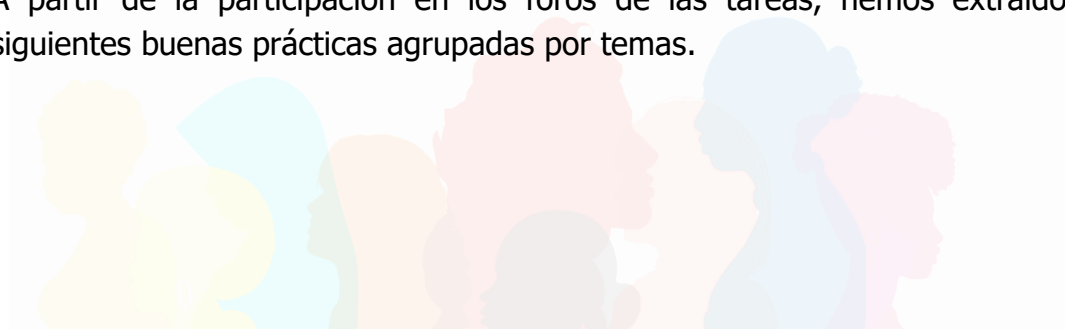 A partir de la participación en los foros de las tareas, hemos extraído
siguientes buenas prácticas agrupadas por temas.